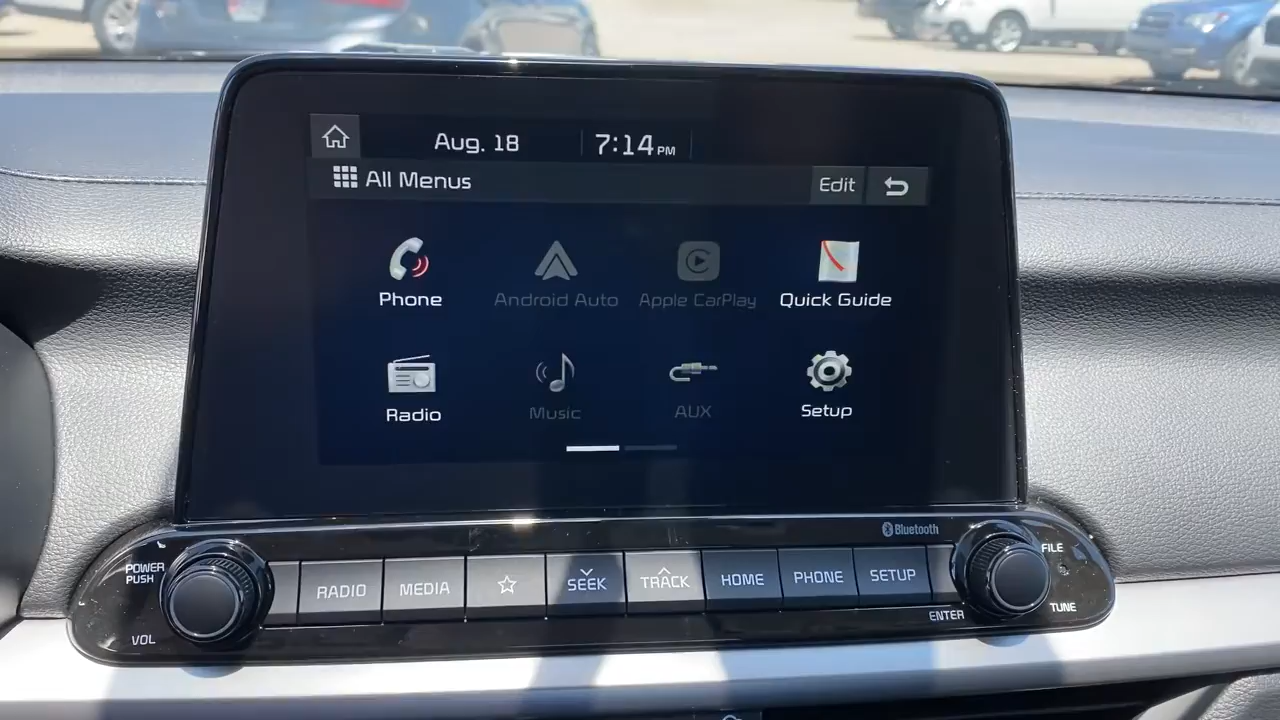 Aug. 18 7:14 PM
All Menus Edit
Phone Android Auto Apple CarPlay Quick Guide
Radio Music AUX Setup
Bluetooth
POWER PUSH
RADIO MEDIA SEEK TRACK HOME PHONE SETUP
FILE
VOL
ENTER
TUNE